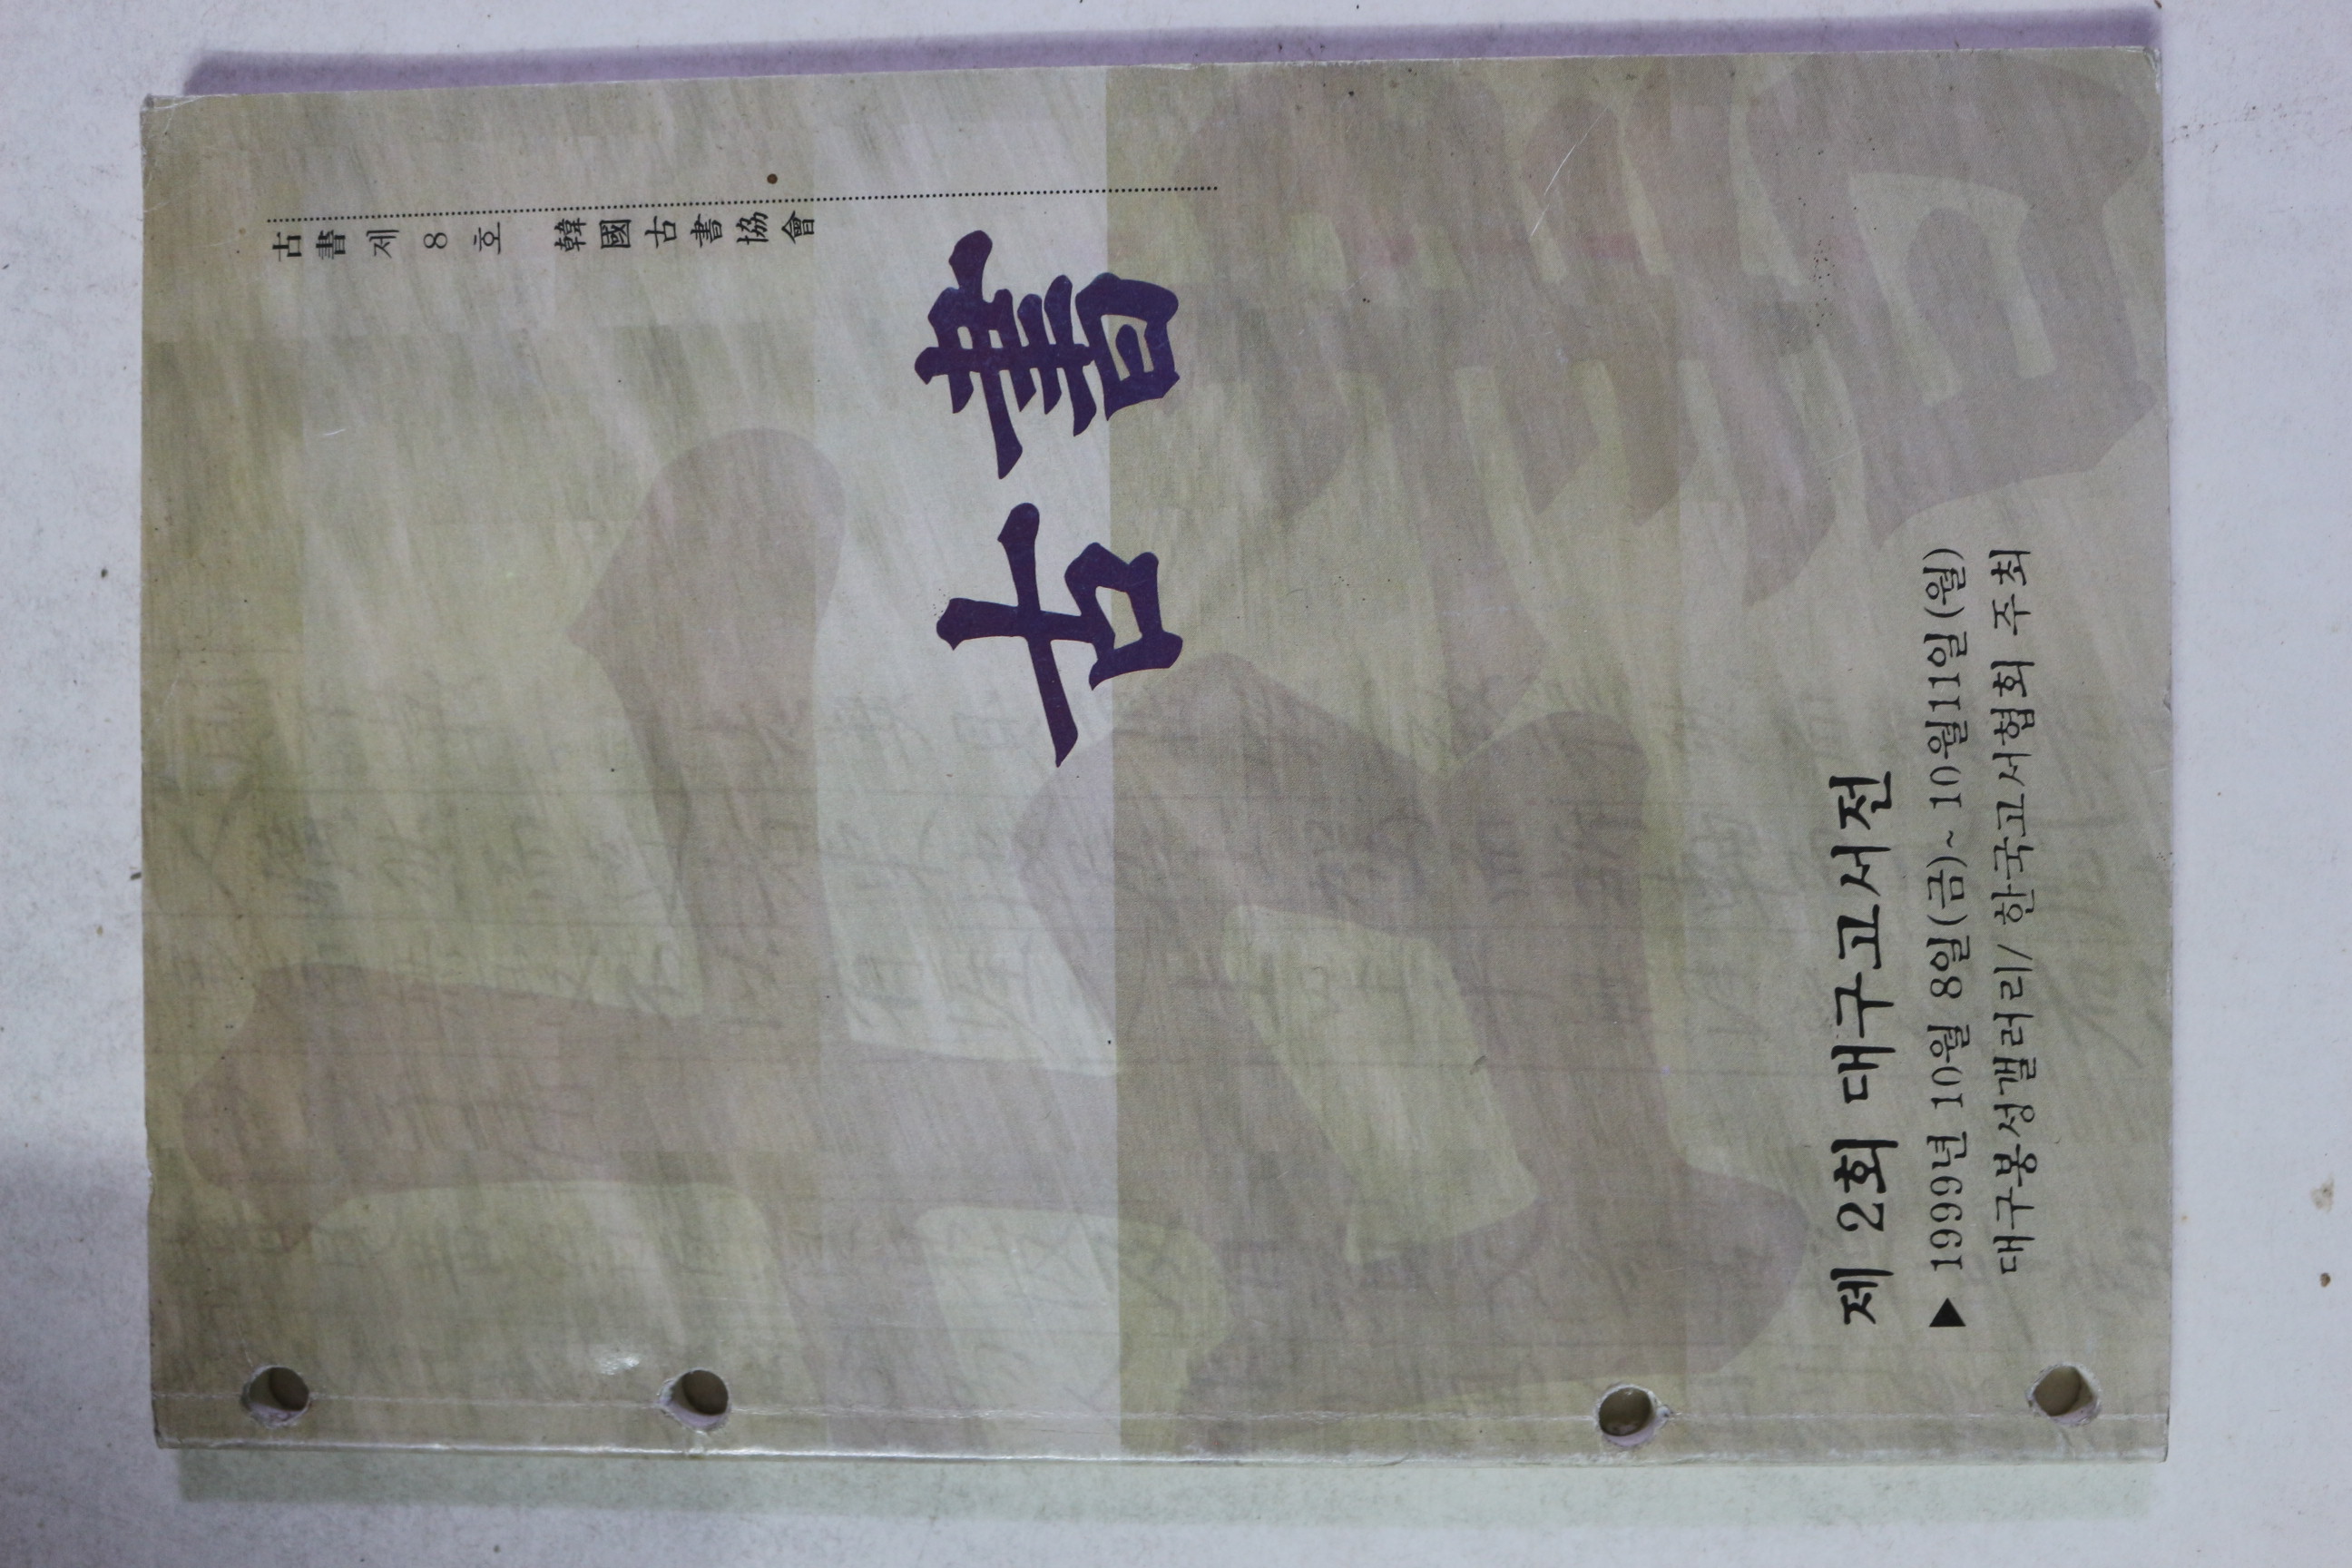 古書제8호 韓國古書協會
古書
제 2회 대구고서전
▶ 1999년 10월 8일(금)~ 10월11일(월)
대구봉성갤러리/ 한국고서협회 주최